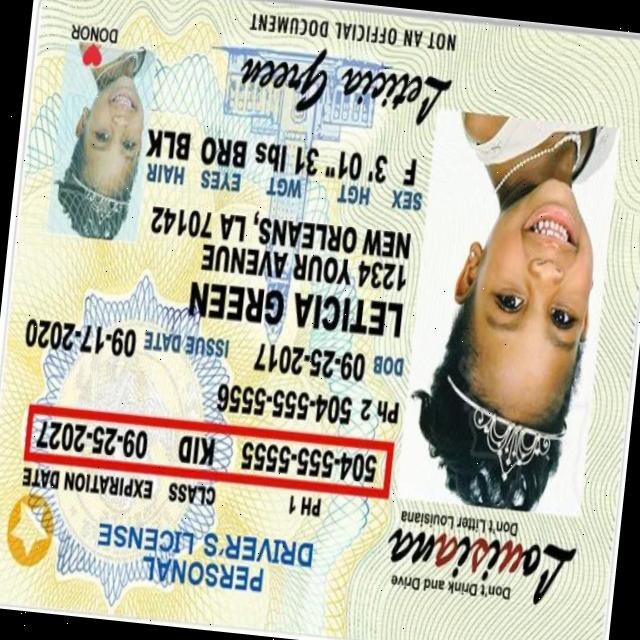 Don't Drink and Drive
Louisiana
Don't Litter Louisiana
PERSONAL
DRIVER'S LICENSE
PH 1 CLASS EXPIRATION DATE
504-555-5555 KID 09-25-2027
Ph 2 504-555-5556
DOB 09-25-2017 ISSUE DATE 09-17-2020
LETICIA GREEN
1234 YOUR AVENUE
NEW ORLEANS, LA 70142
SEX HGT WGT EYES HAIR
F 3' 01" 31 lbs BRO BLK
Leticia Green
NOT AN OFFICIAL DOCUMENT
DONOR